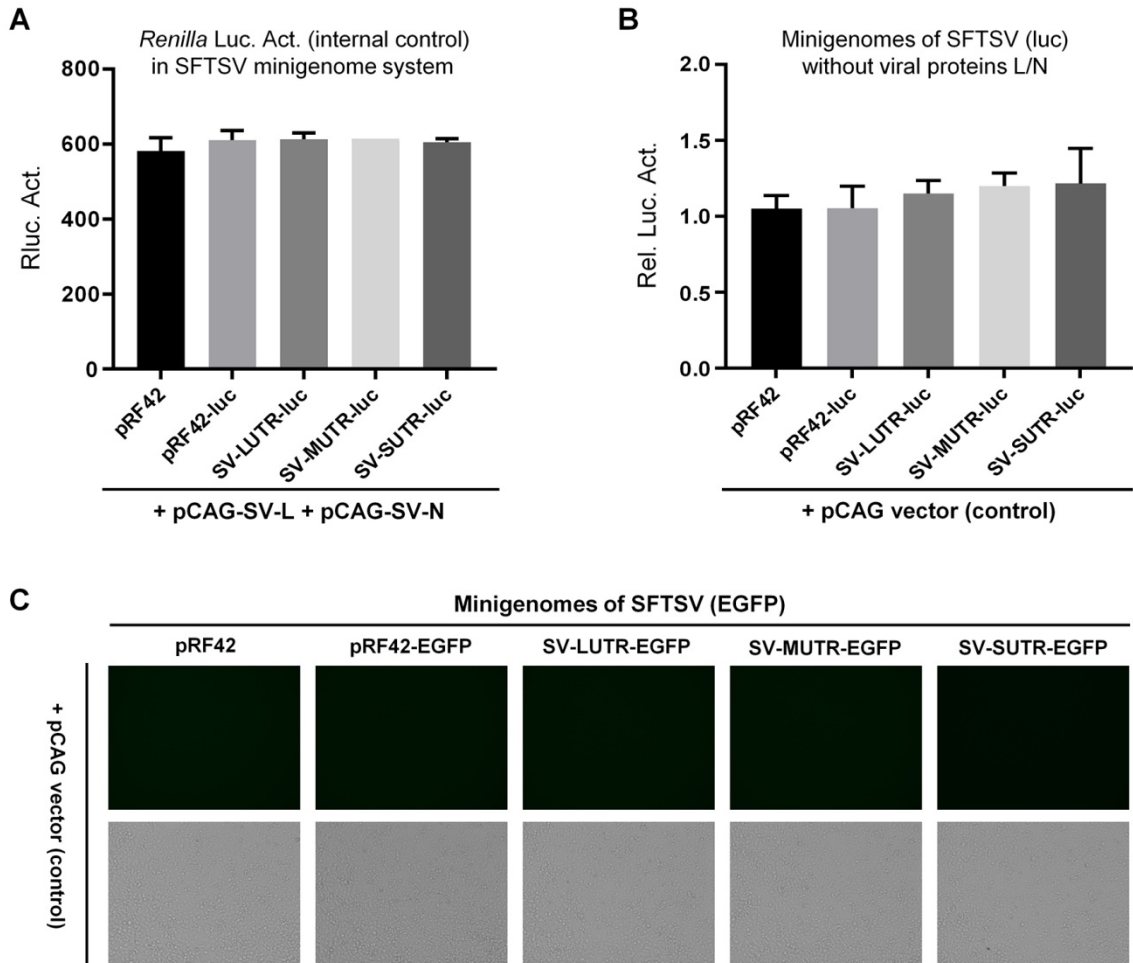 A
Renilla Luc. Act. (internal control)
in SFTSV minigenome system
800
600
400
200
0
Rluc. Act.
pRF42
pRF42-luc
SV-LUTR-luc
SV-MUTR-luc
SV-SUTR-luc
+ pCAG-SV-L + pCAG-SV-N
B
Minigenomes of SFTSV (luc)
without viral proteins L/N
2.0
1.5
1.0
0.5
0.0
Rel. Luc. Act.
pRF42
pRF42-luc
SV-LUTR-luc
SV-MUTR-luc
SV-SUTR-luc
+ pCAG vector (control)
C
Minigenomes of SFTSV (EGFP)
pRF42
pRF42-EGFP
SV-LUTR-EGFP
SV-MUTR-EGFP
SV-SUTR-EGFP
+ pCAG vector (control)